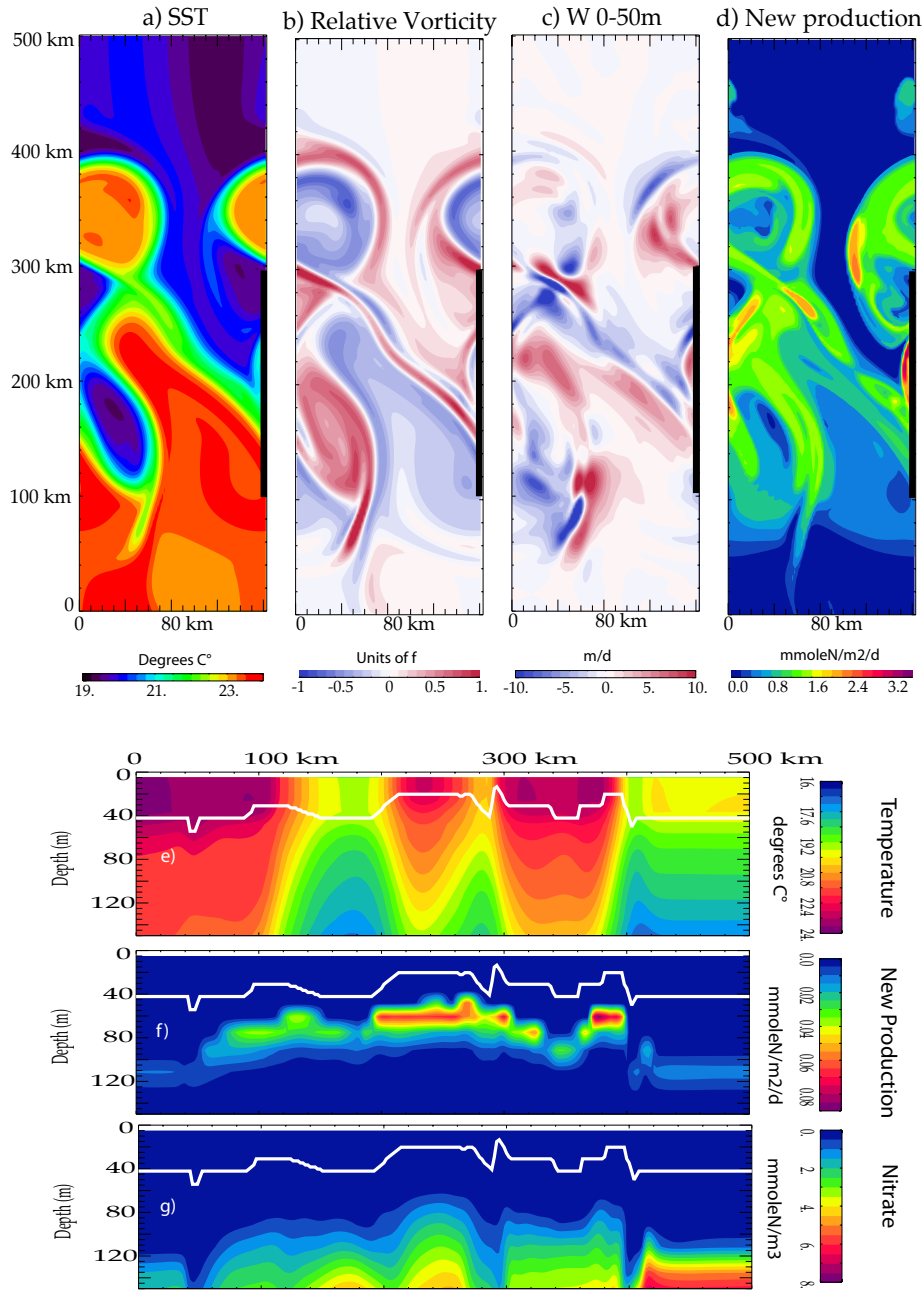 a) SST b) Relative Vorticity c) W 0-50m d) New production
500 km
400 km
300 km
200 km
100 km
0
0 80 km 0 80 km 0 80 km 0 80 km
Degrees C° Units of f m/d mmoleN/m2/d
19. 21. 23. -1 -0.5 0 0.5 1. -10. -5. 0 5. 10. 0.0 0.8 1.6 2.4 3.2
0 100 km 300 km 500 km
0
40
80
120
Depth (m)
e)
degrees C°
16. 17.6 19.2 20.8 22.4 24.
Temperature
0
40
80
120
Depth (m)
f)
mmoleN/m2/d
0.0 0.02 0.04 0.06 0.08
New Production
0
40
80
120
Depth (m)
g)
mmoleN/m3
0. 2. 4. 6. 8.
Nitrate